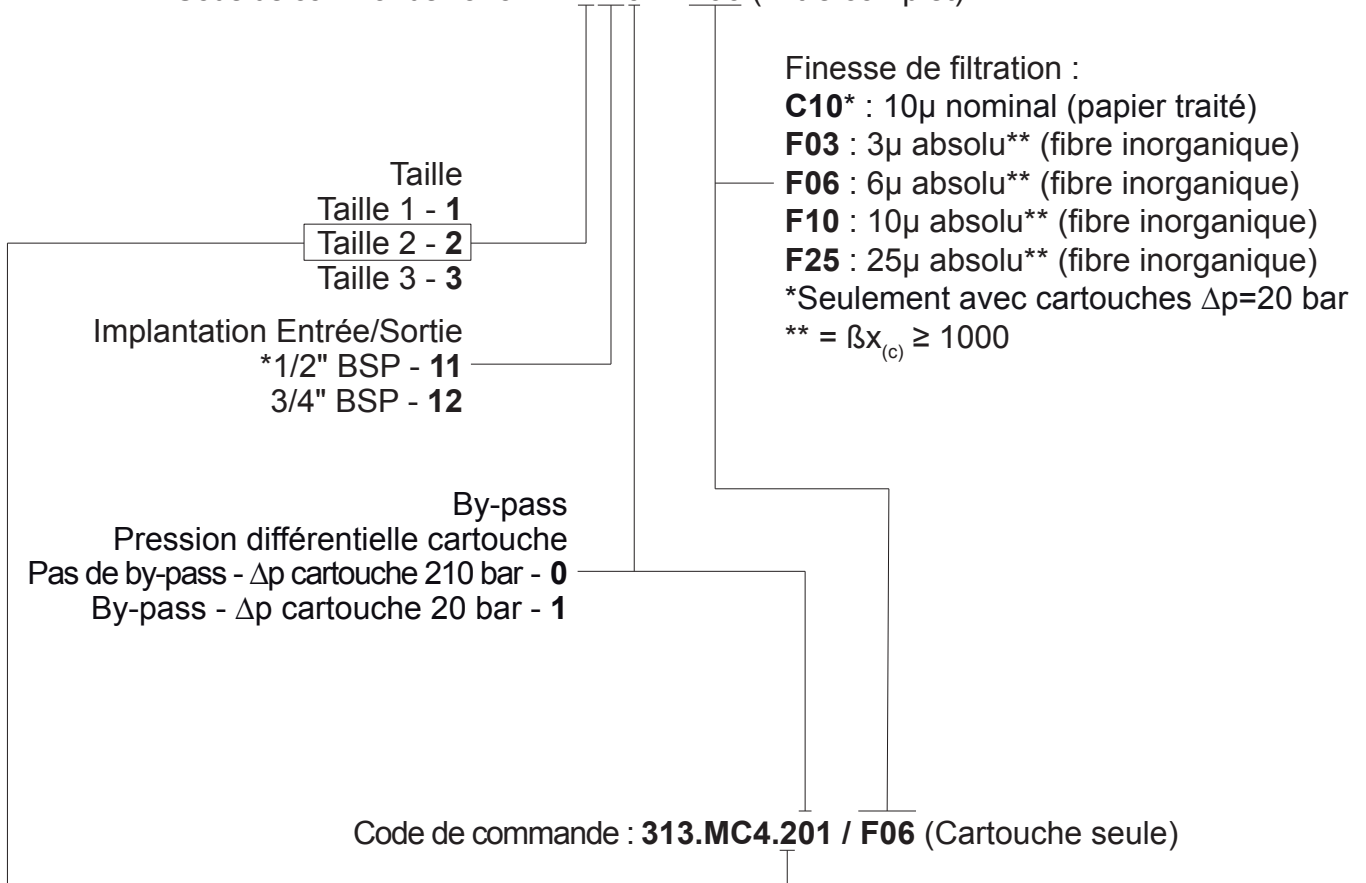 (
Finesse de filtration :
C10* : 10µ nominal (papier traité)
F03 : 3µ absolu** (fibre inorganique)
F06 : 6µ absolu** (fibre inorganique)
F10 : 10µ absolu** (fibre inorganique)
F25 : 25µ absolu** (fibre inorganique)
*Seulement avec cartouches Δp=20 bar
** = ßx(c) ≥ 1000
Taille
Taille 1 - 1
Taille 2 - 2
Taille 3 - 3
Implantation Entrée/Sortie
*1/2" BSP - 11
3/4" BSP - 12
By-pass
Pression différentielle cartouche
Pas de by-pass - Δp cartouche 210 bar - 0
By-pass - Δp cartouche 20 bar - 1
Code de commande : 313.MC4.201 / F06 (Cartouche seule)